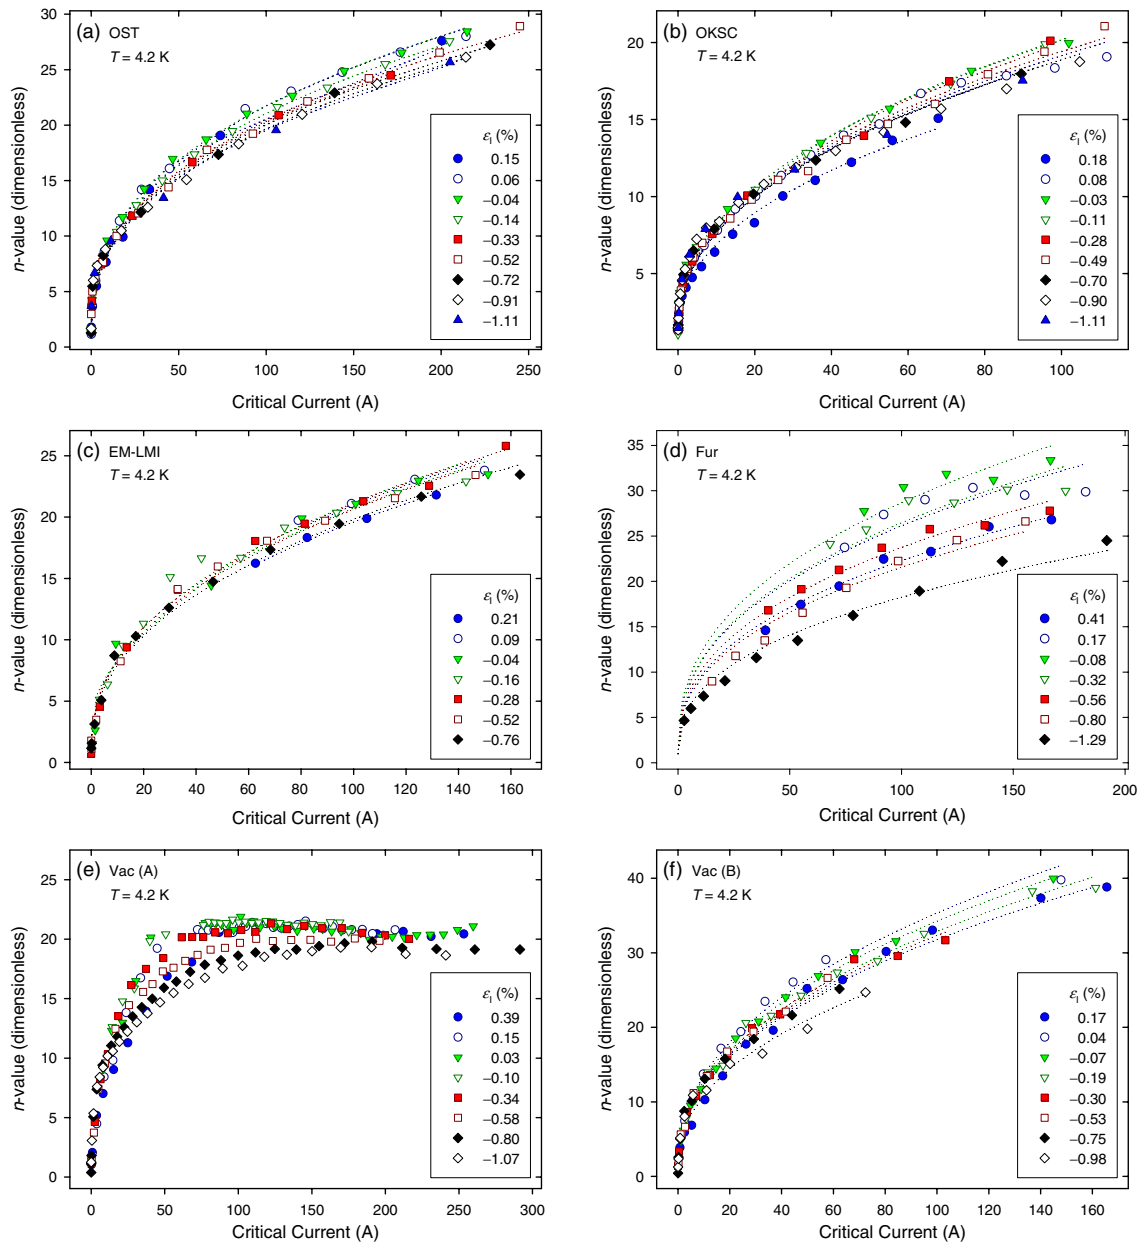 (a) OST
T = 4.2 K
n-value (dimensionless)
30
25
20
15
10
5
0
0 50 100 150 200 250
Critical Current (A)
εI (%)
0.15
0.06
−0.04
−0.14
−0.33
−0.52
−0.72
−0.91
−1.11
(b) OKSC
T = 4.2 K
n-value (dimensionless)
20
15
10
5
0 20 40 60 80 100
Critical Current (A)
εI (%)
0.18
0.08
−0.03
−0.11
−0.28
−0.49
−0.70
−0.90
−1.11
(c) EM-LMI
T = 4.2 K
n-value (dimensionless)
25
20
15
10
5
0
0 20 40 60 80 100 120 140 160
Critical Current (A)
εI (%)
0.21
0.09
−0.04
−0.16
−0.28
−0.52
−0.76
(d) Fur
T = 4.2 K
n-value (dimensionless)
35
30
25
20
15
10
5
0
0 50 100 150 200
Critical Current (A)
εI (%)
0.41
0.17
−0.08
−0.32
−0.56
−0.80
−1.29
(e) Vac (A)
T = 4.2 K
n-value (dimensionless)
25
20
15
10
5
0
0 50 100 150 200 250 300
Critical Current (A)
εI (%)
0.39
0.15
0.03
−0.10
−0.34
−0.58
−0.80
−1.07
(f) Vac (B)
T = 4.2 K
n-value (dimensionless)
40
30
20
10
0
0 20 40 60 80 100 120 140 160
Critical Current (A)
εI (%)
0.17
0.04
−0.07
−0.19
−0.30
−0.53
−0.75
−0.98